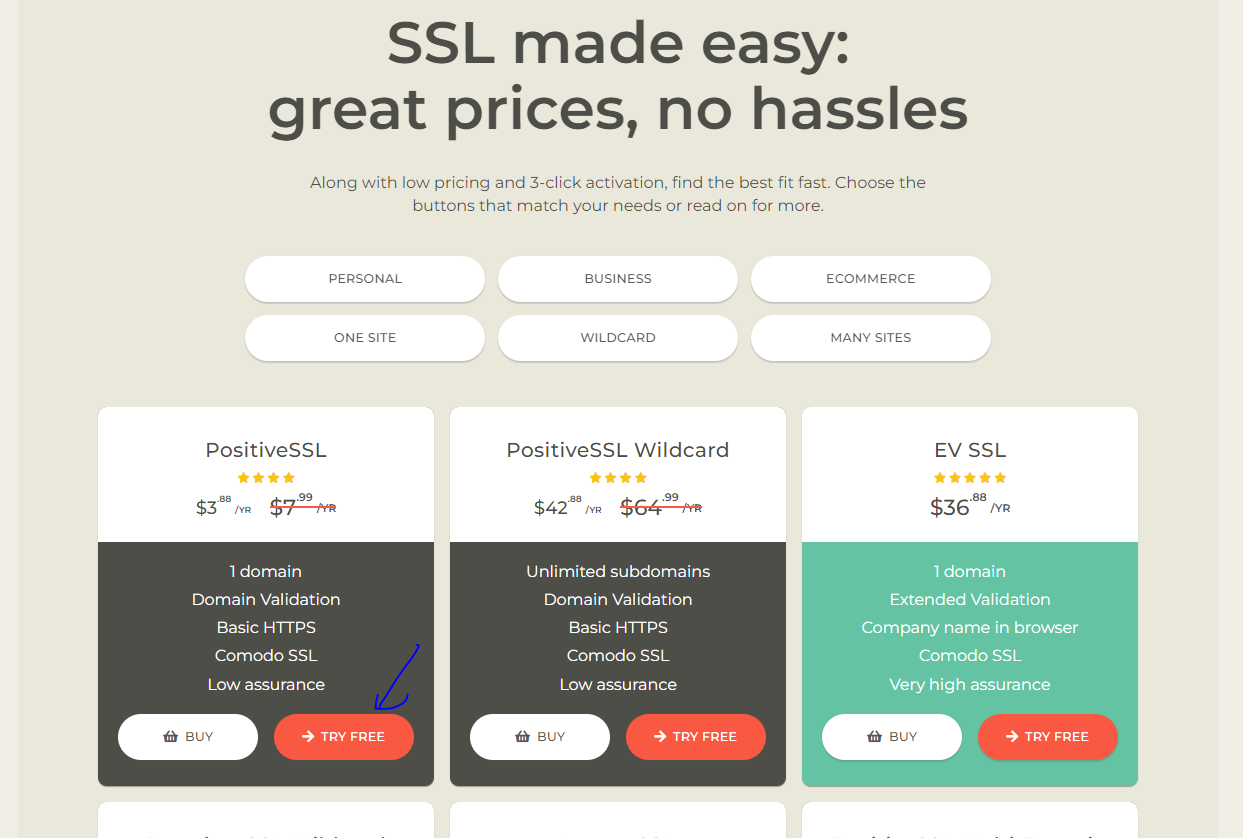 SSL made easy:
great prices, no hassles
Along with low pricing and 3-click activation, find the best fit fast. Choose the
buttons that match your needs or read on for more.
PERSONAL
BUSINESS
ECOMMERCE
ONE SITE
WILDCARD
MANY SITES
PositiveSSL
$3.88 /YR $7.99 /YR
1 domain
Domain Validation
Basic HTTPS
Comodo SSL
Low assurance
BUY
TRY FREE
PositiveSSL Wildcard
$42.88 /YR $64.99 /YR
Unlimited subdomains
Domain Validation
Basic HTTPS
Comodo SSL
Low assurance
BUY
TRY FREE
EV SSL
$36.88 /YR
1 domain
Extended Validation
Company name in browser
Comodo SSL
Very high assurance
BUY
TRY FREE